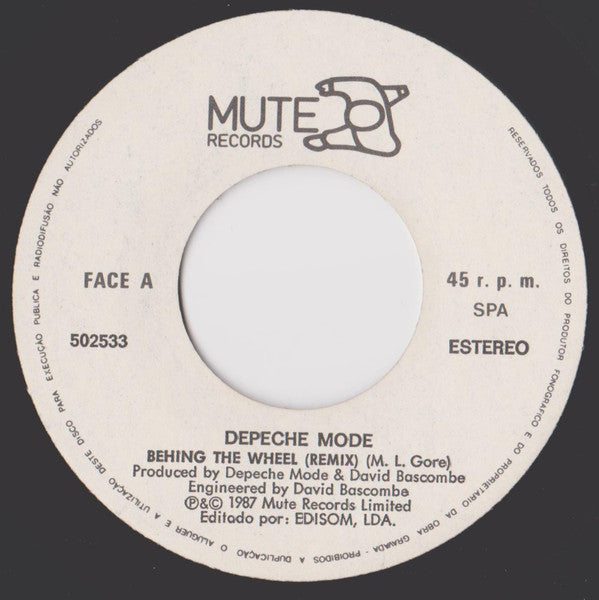 MUTE
RECORDS
FACE A
502533
45 r. p. m.
SPA
ESTEREO
DEPECHE MODE
BEHING THE WHEEL (REMIX) (M. L. Gore)
Produced by Depeche Mode & David Bascombe
Engineered by David Bascombe
℗&© 1987 Mute Records Limited
Editado por: EDISOM, LDA.
RESERVADOS TODOS OS DIREITOS DO PRODUTOR FONOGRÁFICO E DO PROPRIETÁRIO DA OBRA GRAVADA - PROIBIDOS A DUPLICAÇÃO O ALUGUER E A UTILIZAÇÃO DESTE DISCO PARA EXECUÇÃO PÚBLICA E RADIODIFUSÃO NÃO AUTORIZADOS